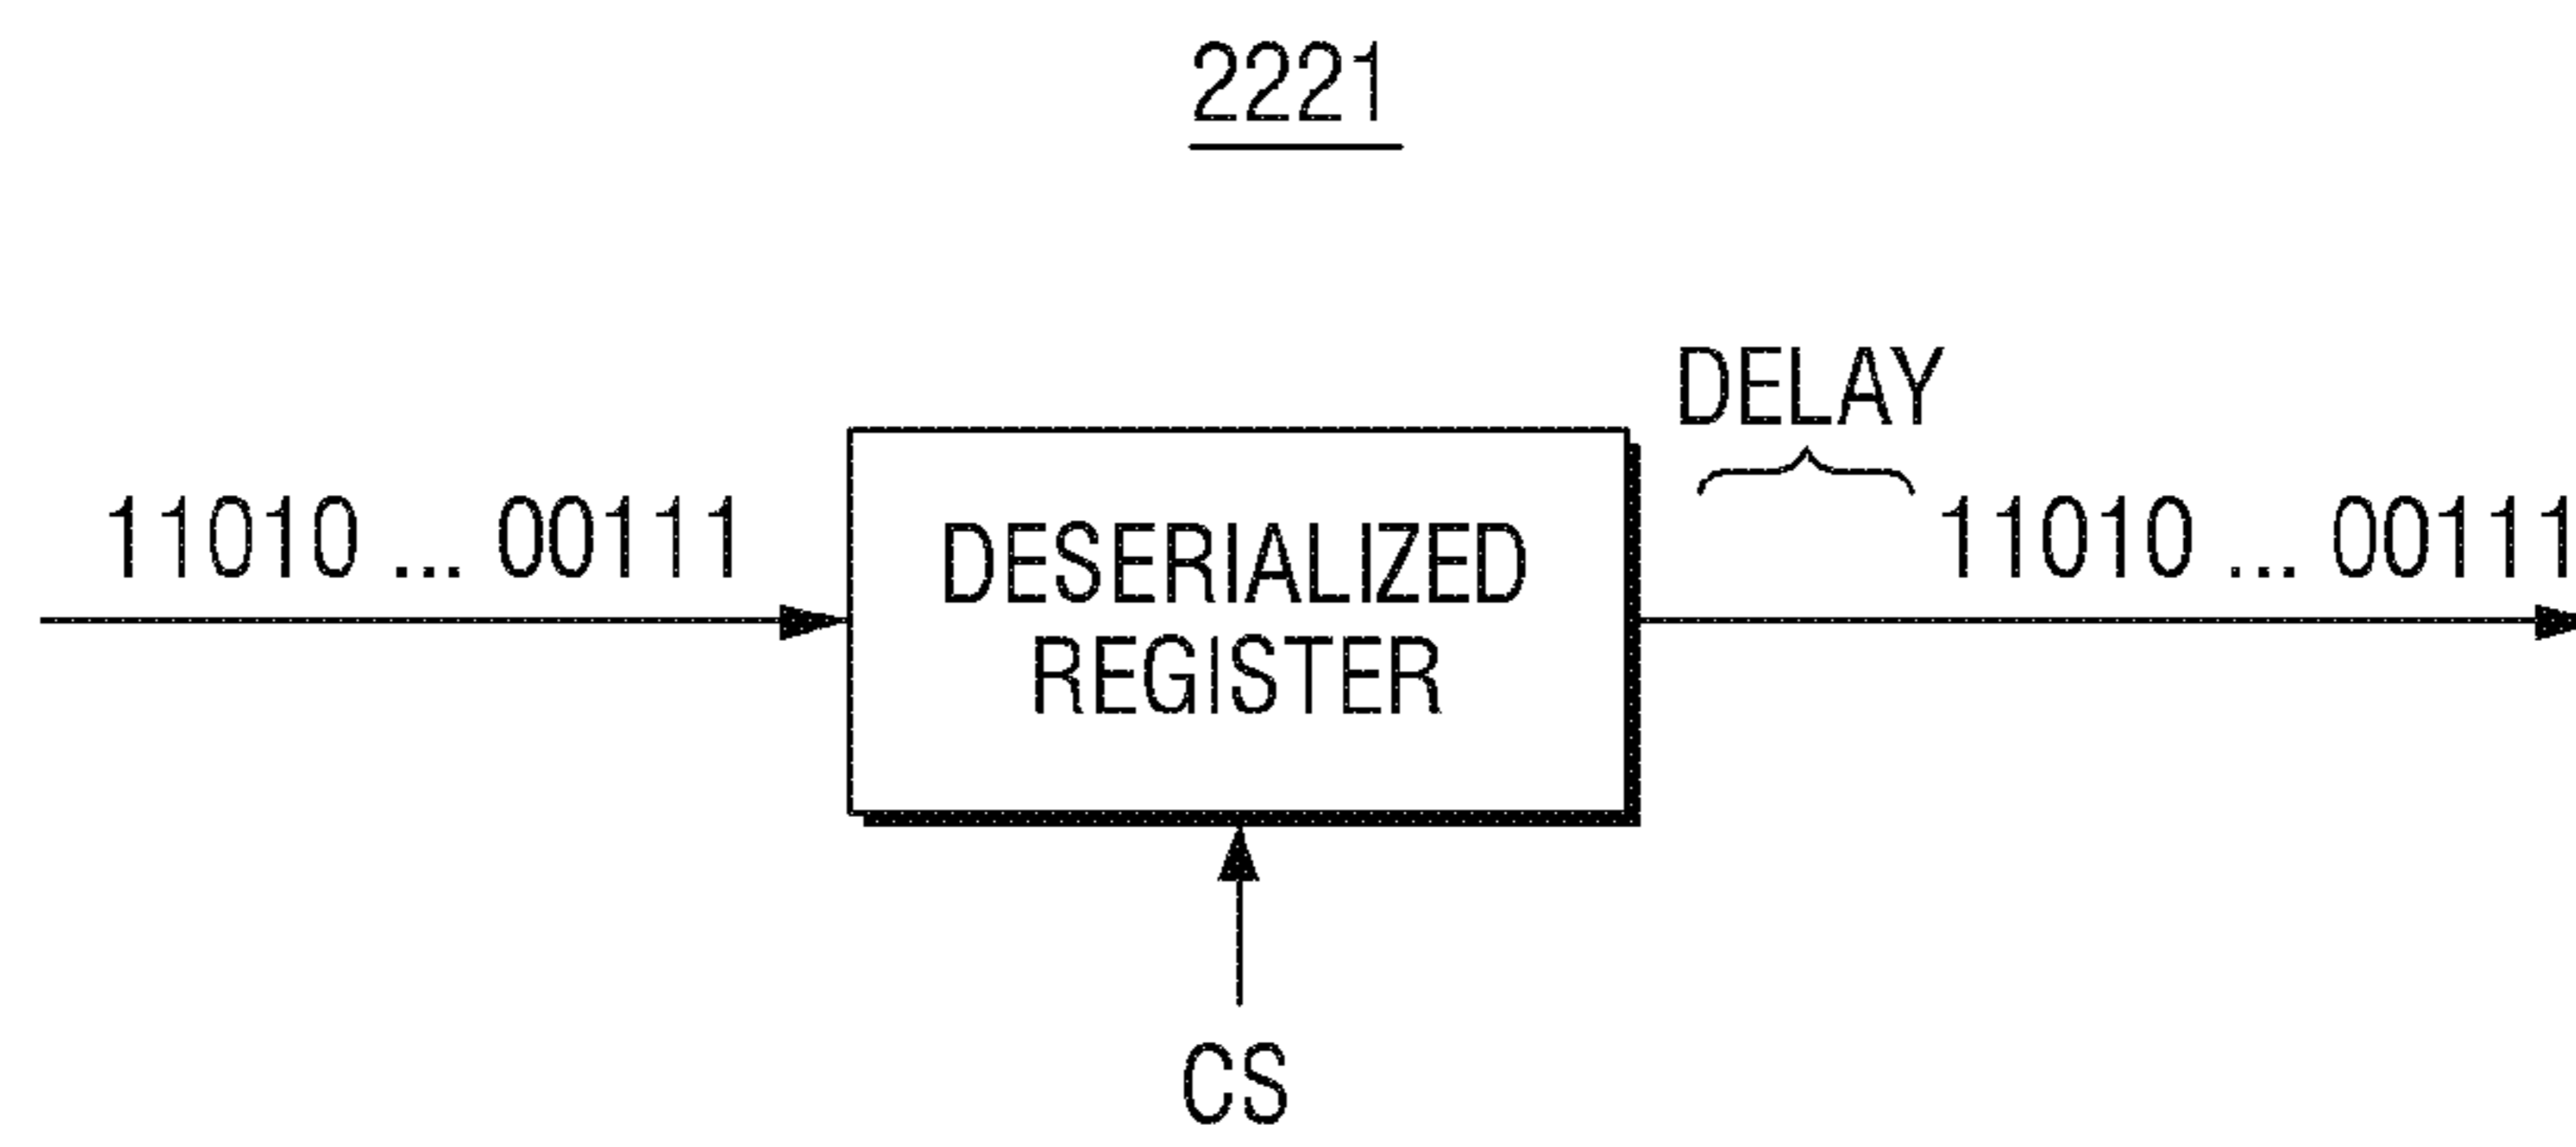 2221
DELAY
11010 ... 00111
DESERIALIZED
REGISTER
11010 ... 00111
CS